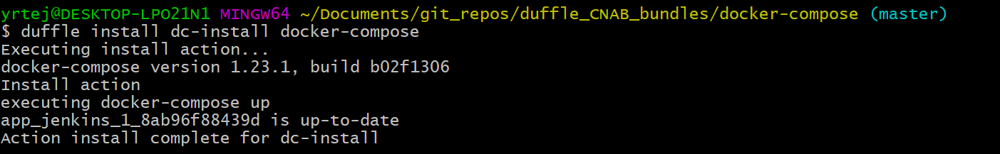 yrtej@DESKTOP-LPO21N1 MINGW64 ~/Documents/git_repos/duffle_CNAB_bundles/docker-compose (master)
$ duffle install dc-install docker-compose
Executing install action...
docker-compose version 1.23.1, build b02f1306
Install action
executing docker-compose up
app_jenkins_1_8ab96f88439d is up-to-date
Action install complete for dc-install